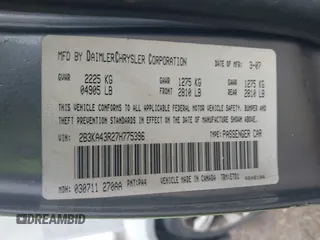 MFD BY DAIMLERCHRYSLER CORPORATION 3-07
GVWR 2225 KG GAWR 1275 KG GAWR 1275 KG
04905 LB FRONT 2810 LB REAR 2810 LB
THIS VEHICLE CONFORMS TO ALL APPLICABLE FEDERAL MOTOR VEHICLE SAFETY, BUMPER AND
THEFT PREVENTION STANDARDS IN EFFECT ON THE DATE OF MANUFACTURE SHOWN ABOVE.
VIN: 2B3KA43R27H775396 TYPE: PASSENGER CAR
MDH: 030711 270AA PNT: PA4 VEHICLE MADE IN CANADA
DREAMBID